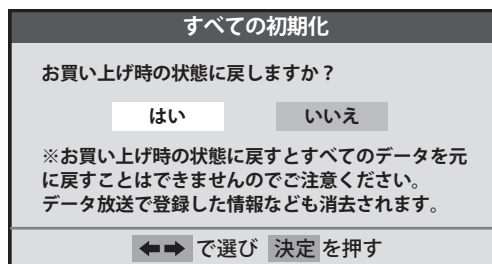 すべての初期化
お買い上げ時の状態に戻しますか？
はい いいえ
※お買い上げ時の状態に戻すとすべてのデータを元
に戻すことはできませんのでご注意ください。
データ放送で登録した情報なども消去されます。
⬅➡ で選び 決定 を押す